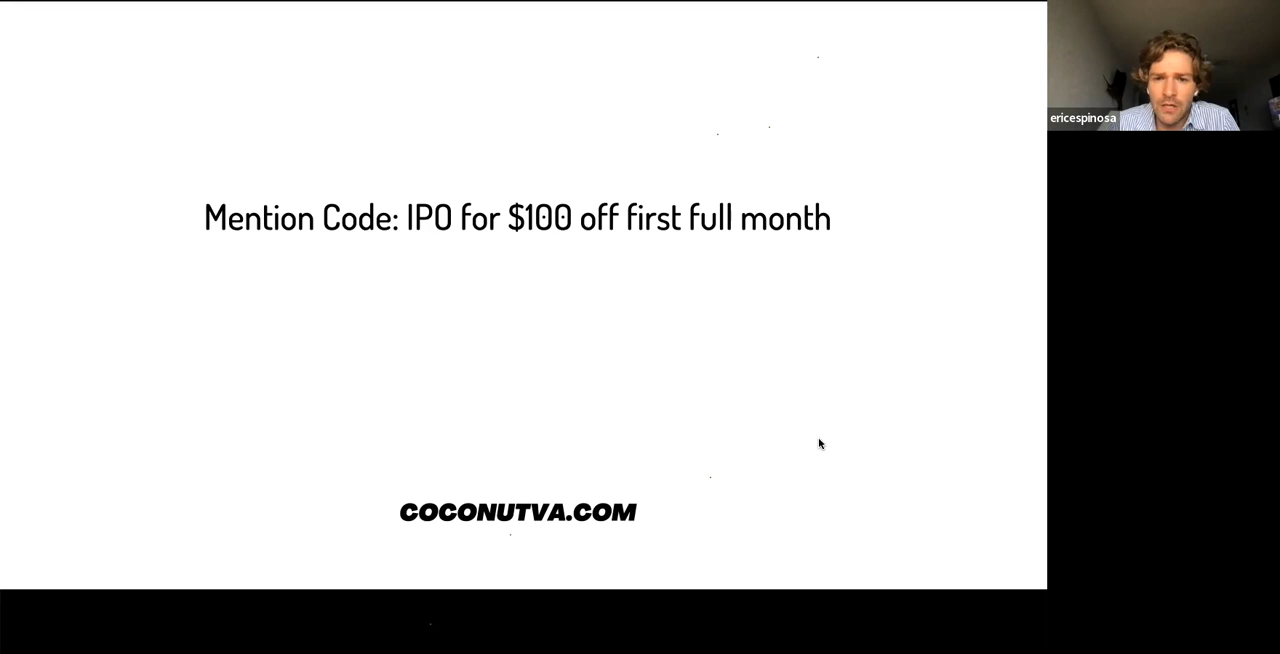 ericespinosa
Mention Code: IPO for $100 off first full month
COCONUTVA.COM